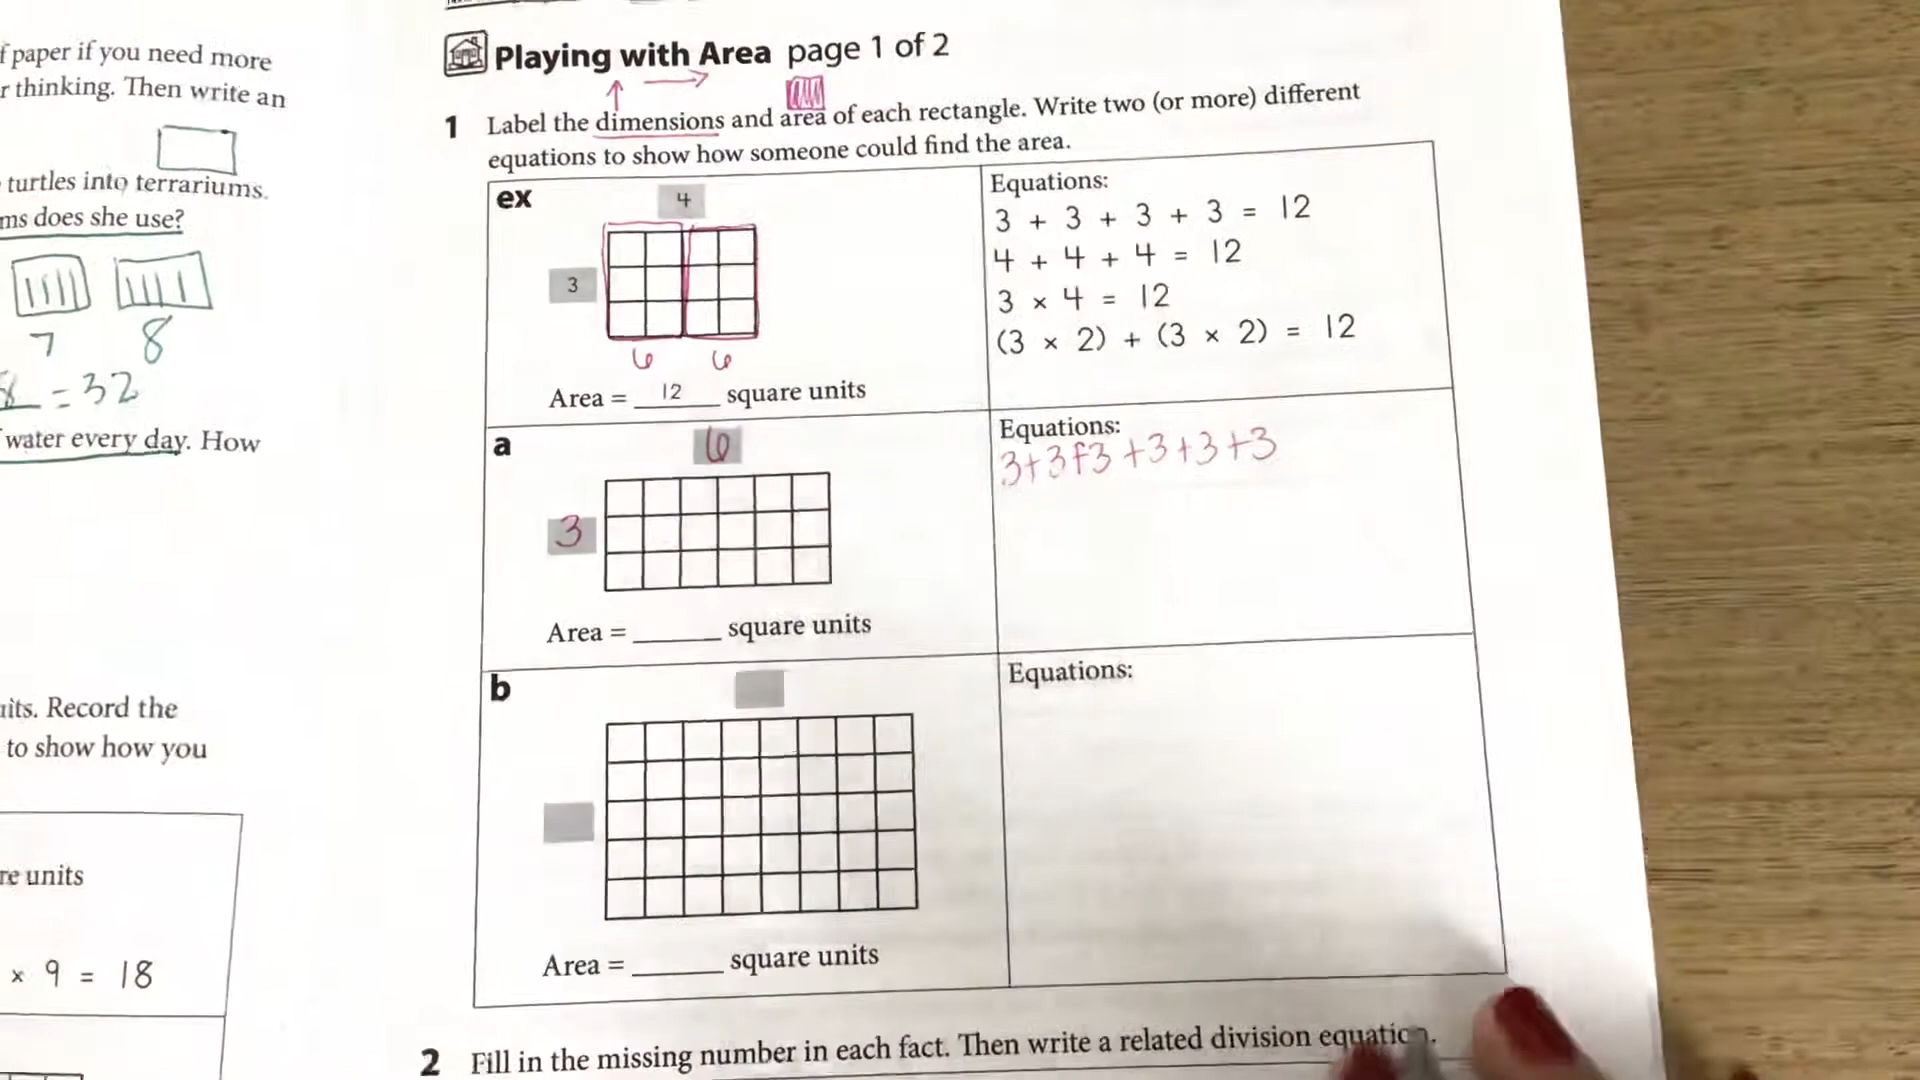 f paper if you need more
r thinking. Then write an
turtles into terrariums.
ms does she use?
7 8
= 32
water every day. How
nits. Record the
to show how you
re units
× 9 = 18
Playing with Area page 1 of 2
1 Label the dimensions and area of each rectangle. Write two (or more) different
equations to show how someone could find the area.
ex
4
3
6 6
Area = 12 square units
Equations:
3 + 3 + 3 + 3 = 12
4 + 4 + 4 = 12
3 × 4 = 12
(3 × 2) + (3 × 2) = 12
a
6
3
Area = ______ square units
Equations:
3+3+3+3+3+3
b
Area = ______ square units
Equations:
2 Fill in the missing number in each fact. Then write a related division equation.